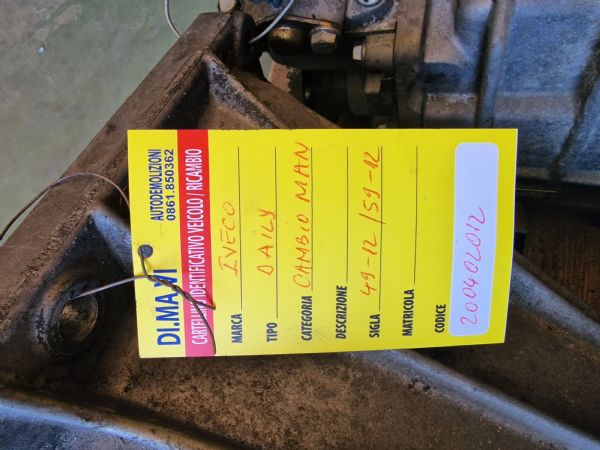 AUTODEMOLIZIONI
DI.MA.VI 0861.850362
CARTELLINO IDENTIFICATIVO VEICOLO / RICAMBIO
MARCA IVECO
TIPO DAILY
CATEGORIA CAMBIO MAN
DESCRIZIONE
SIGLA 49-12 / 59-12
MATRICOLA
CODICE 200402012